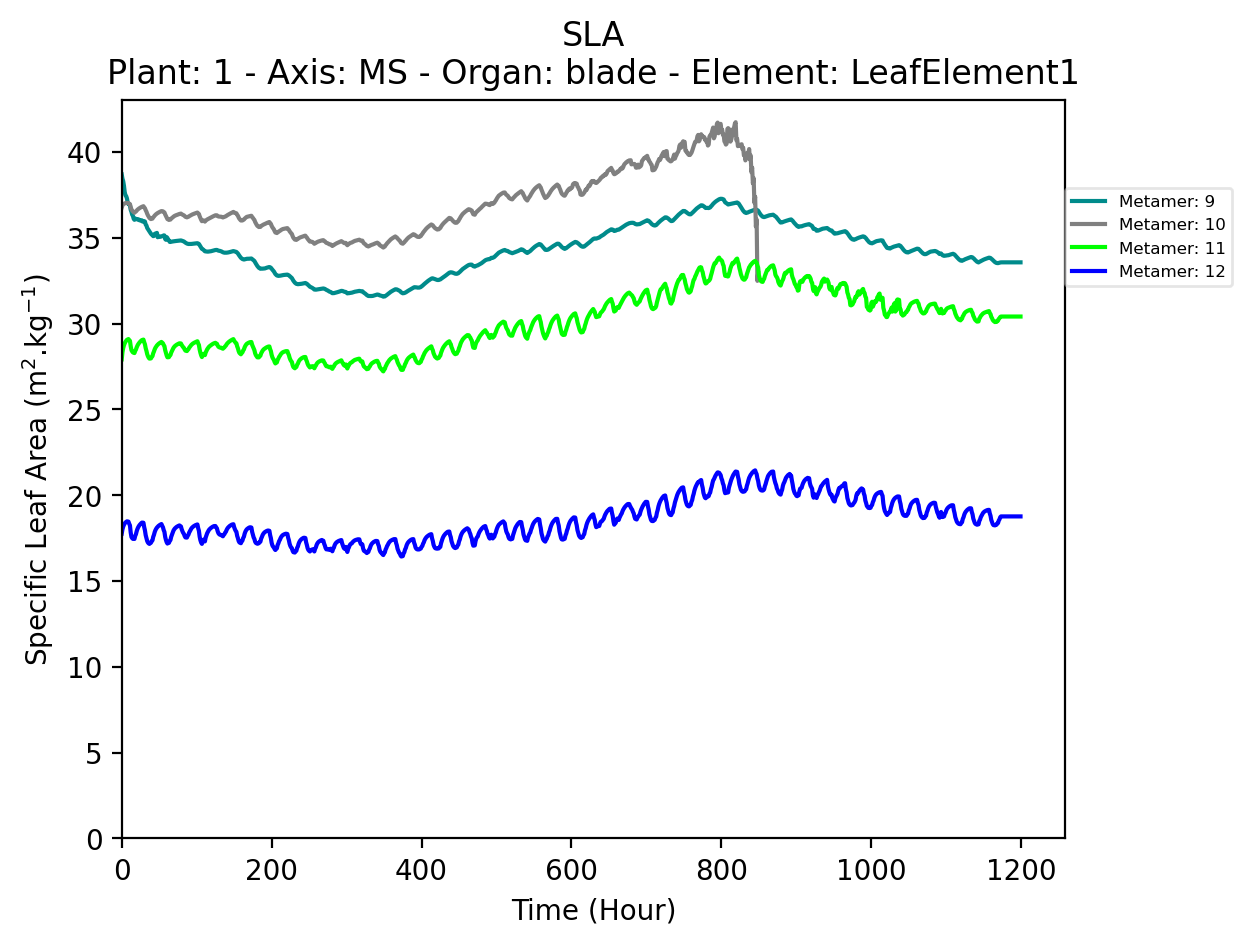 SLA
Plant: 1 - Axis: MS - Organ: blade - Element: LeafElement1
Specific Leaf Area (m².kg⁻¹)
40
35
30
25
20
15
10
5
0
0 200 400 600 800 1000 1200
Time (Hour)
Metamer: 9
Metamer: 10
Metamer: 11
Metamer: 12